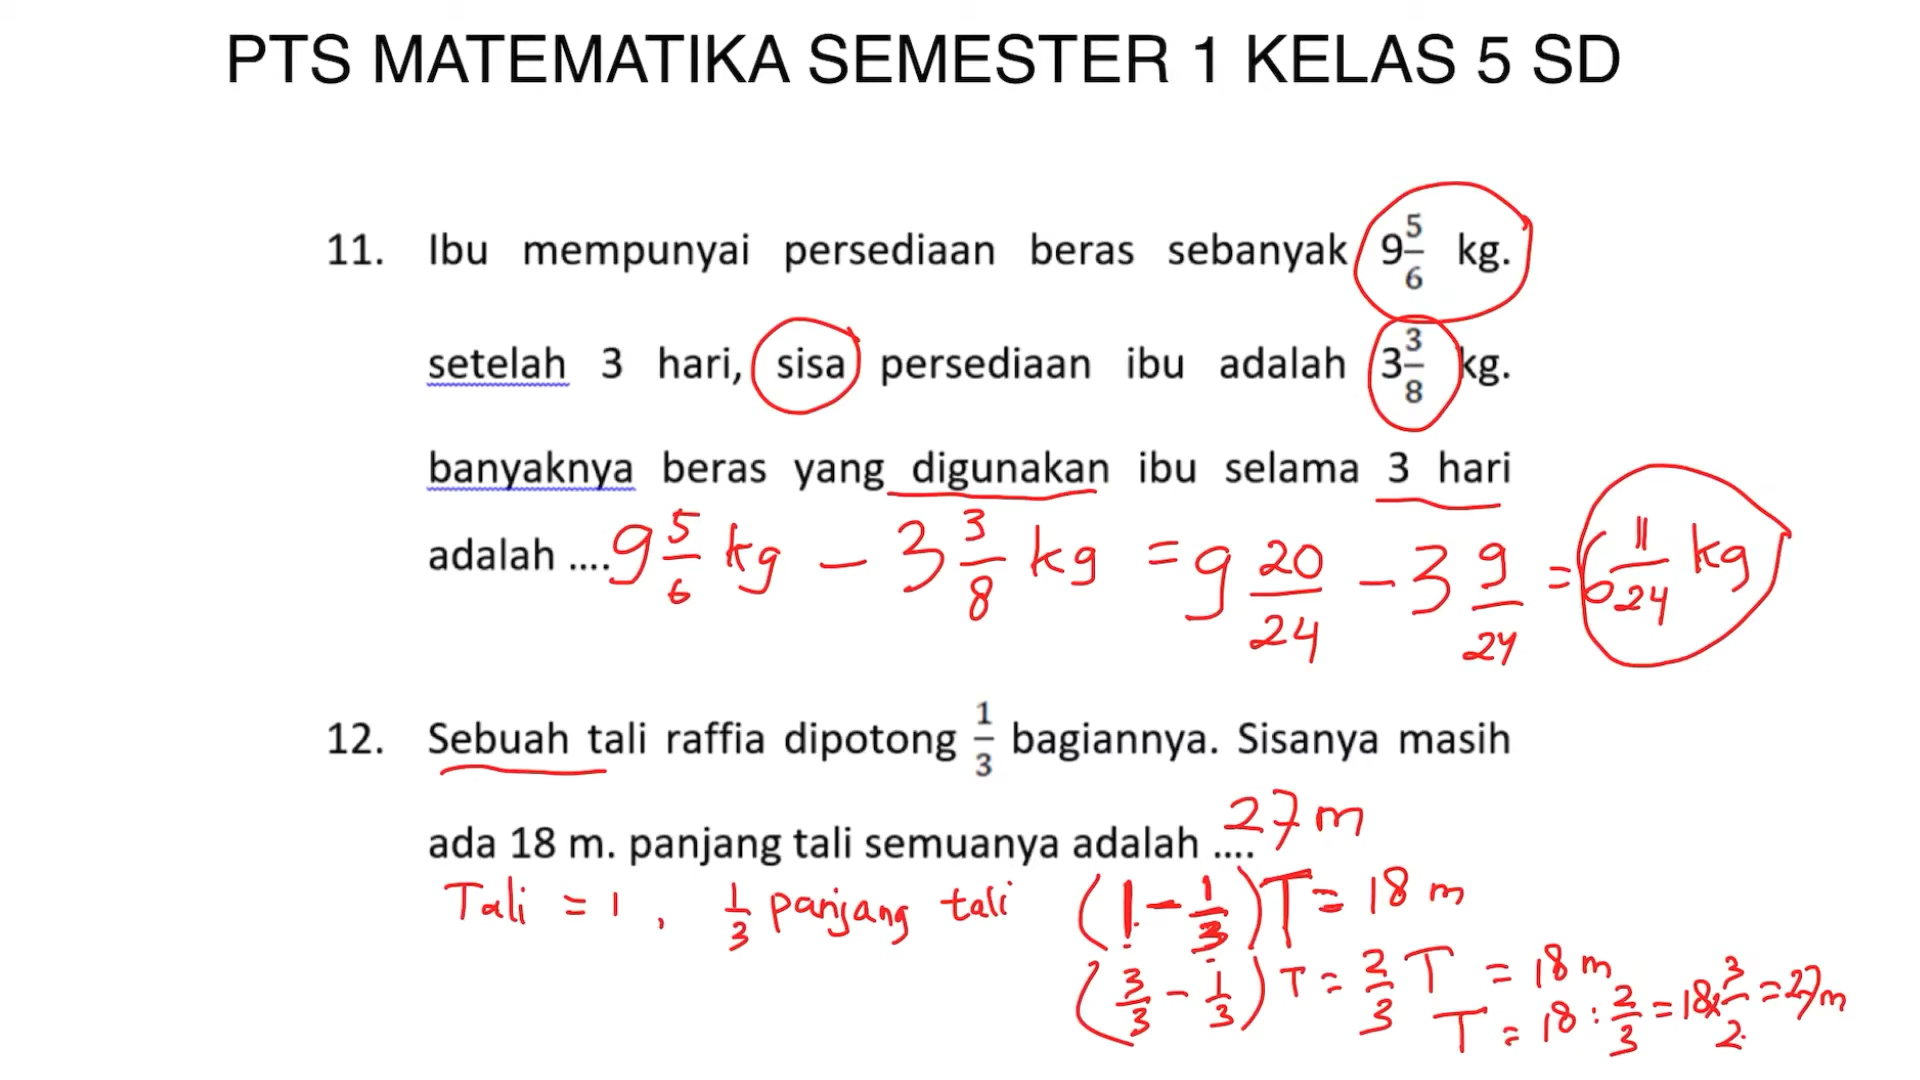 PTS MATEMATIKA SEMESTER 1 KELAS 5 SD
11. Ibu mempunyai persediaan beras sebanyak 9 5/6 kg.
setelah 3 hari, sisa persediaan ibu adalah 3 3/8 kg.
banyaknya beras yang digunakan ibu selama 3 hari
adalah .... 9 5/6 kg − 3 3/8 kg = 9 20/24 − 3 9/24 = 6 11/24 kg
12. Sebuah tali raffia dipotong 1/3 bagiannya. Sisanya masih
ada 18 m. panjang tali semuanya adalah .... 27 m
Tali = 1, 1/3 panjang tali (1 − 1/3) T = 18 m
(3/3 − 1/3) T = 2/3 T = 18 m
T = 18 : 2/3 = 18 x 3/2 = 27 m